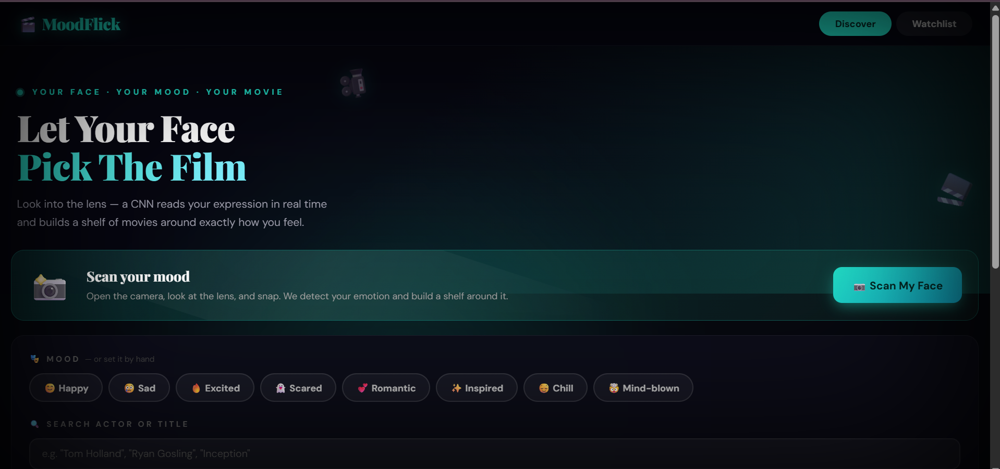 MoodFlick
Discover
Watchlist
YOUR FACE · YOUR MOOD · YOUR MOVIE
Let Your Face
Pick The Film
Look into the lens — a CNN reads your expression in real time
and builds a shelf of movies around exactly how you feel.
Scan your mood
Open the camera, look at the lens, and snap. We detect your emotion and build a shelf around it.
Scan My Face
MOOD — or set it by hand
Happy
Sad
Excited
Scared
Romantic
Inspired
Chill
Mind-blown
SEARCH ACTOR OR TITLE
e.g. "Tom Holland", "Ryan Gosling", "Inception"